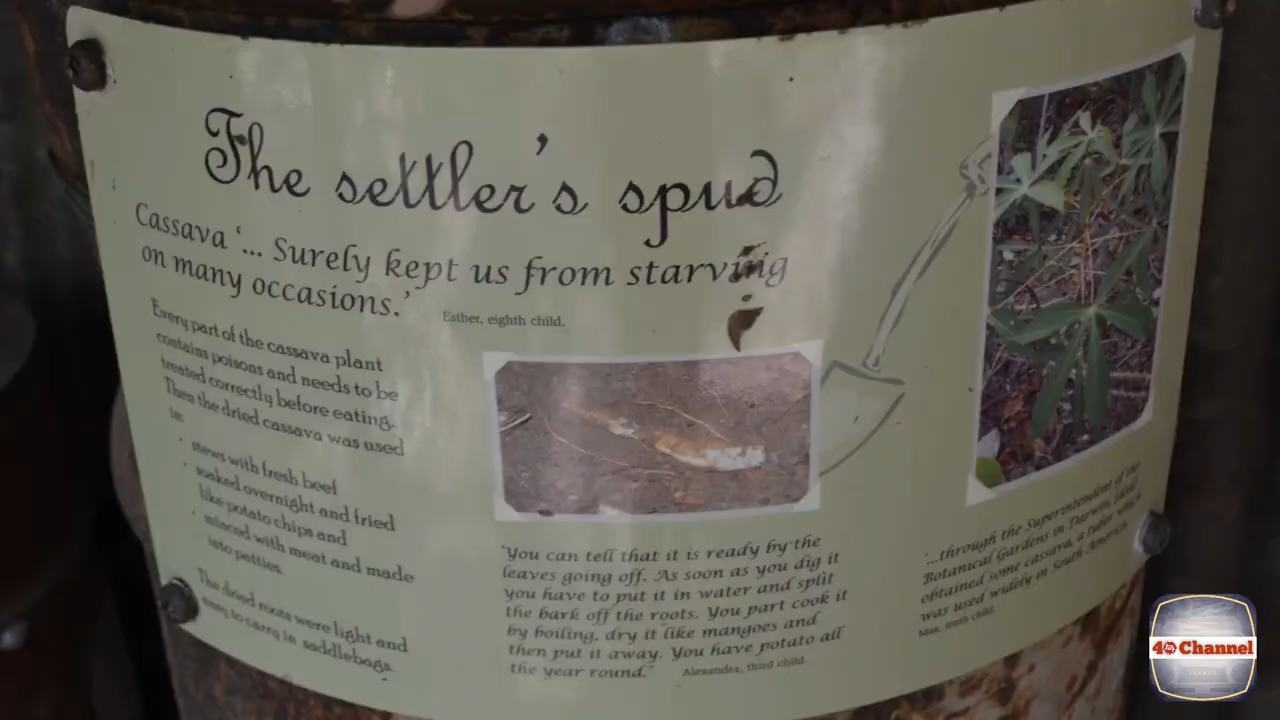 The settler's spud
Cassava '... Surely kept us from starving
on many occasions.'
Esther, eighth child.
Every part of the cassava plant
contains poisons and needs to be
treated correctly before eating.
Then the dried cassava was used
in:
• stews with fresh beef
• soaked overnight and fried
like potato chips and
• minced with meat and made
into patties.
The dried roots were light and
easy to carry in saddlebags.
'You can tell that it is ready by the
leaves going off. As soon as you dig it
you have to put it in water and split
the bark off the roots. You part cook it
by boiling, dry it like mangoes and
then put it away. You have potato all
the year round.'
Alexandra, third child.
'...through the Superintendent of the
Botanical Gardens in Darwin,
obtained some cassava, a tuber which
was used widely in South America.
Max, tenth child.
4 Channel